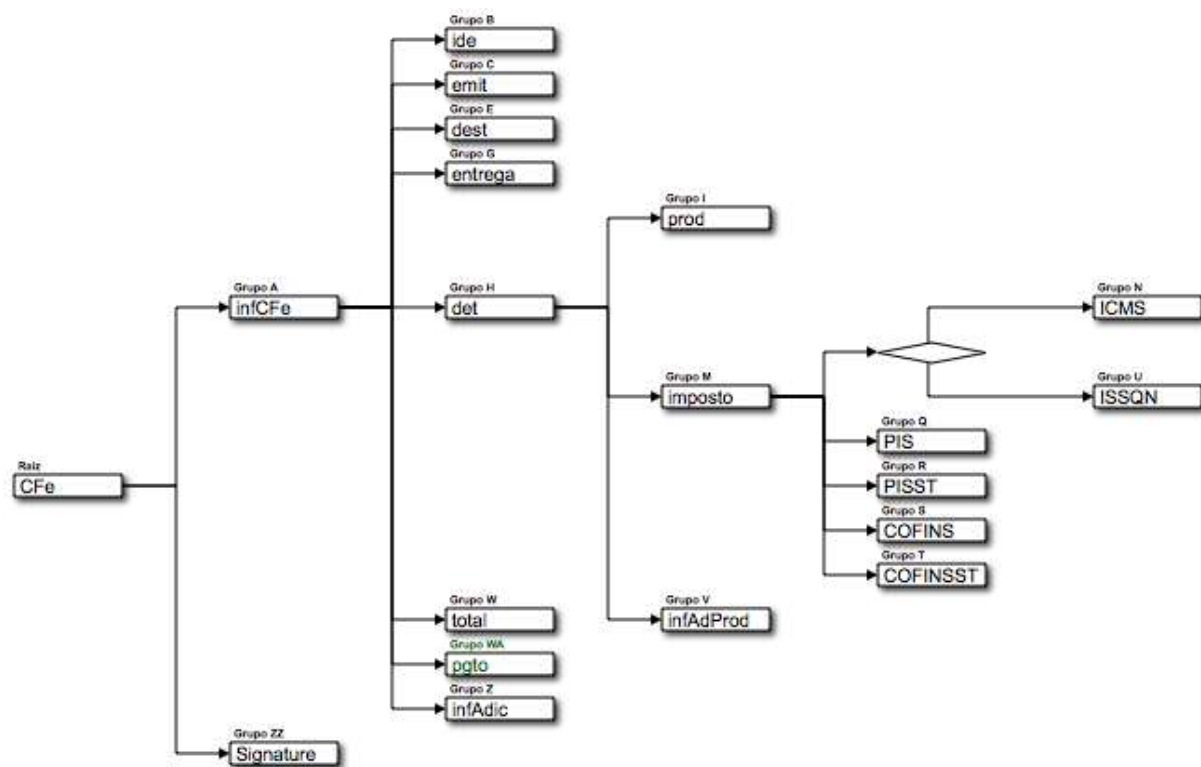 Grupo B
ide
Grupo C
emit
Grupo E
dest
Grupo G
entrega
Grupo I
prod
Grupo A
infCFe
Grupo H
det
Grupo N
ICMS
Grupo M
imposto
Grupo U
ISSQN
Grupo Q
PIS
Raiz
CFe
Grupo R
PISST
Grupo S
COFINS
Grupo T
COFINSST
Grupo W
total
Grupo V
infAdProd
Grupo WA
pgto
Grupo Z
infAdic
Grupo ZZ
Signature